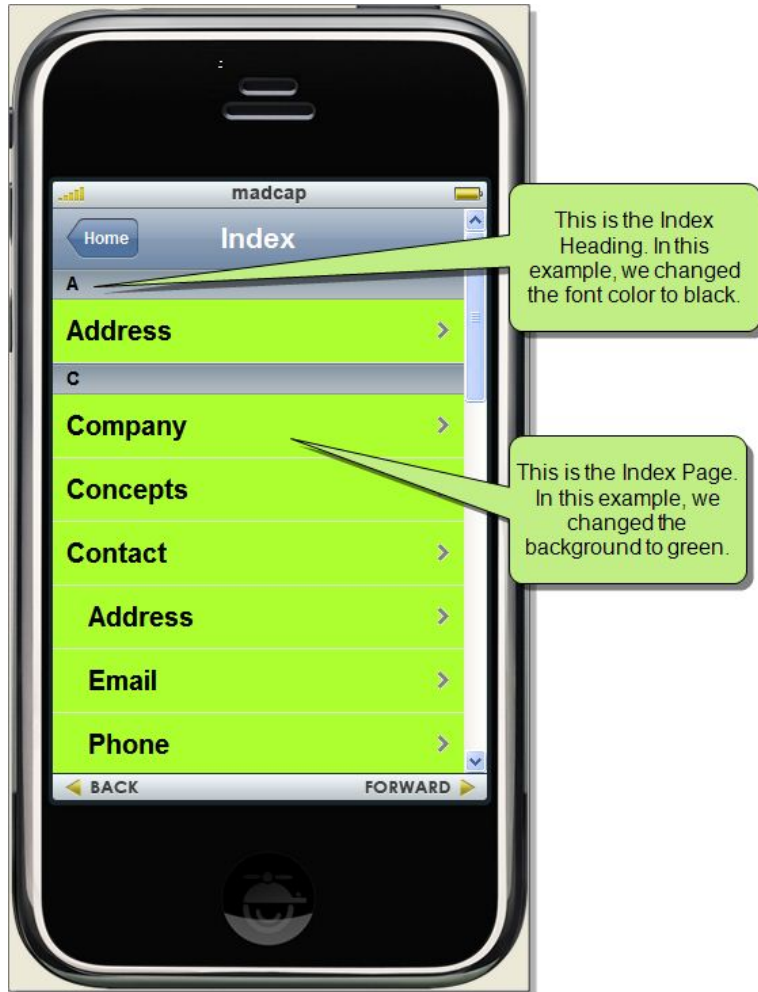 madcap
Home
Index
A
Address
C
Company
Concepts
Contact
Address
Email
Phone
BACK
FORWARD
This is the Index
Heading. In this
example, we changed
the font color to black.
This is the Index Page.
In this example, we
changed the
background to green.